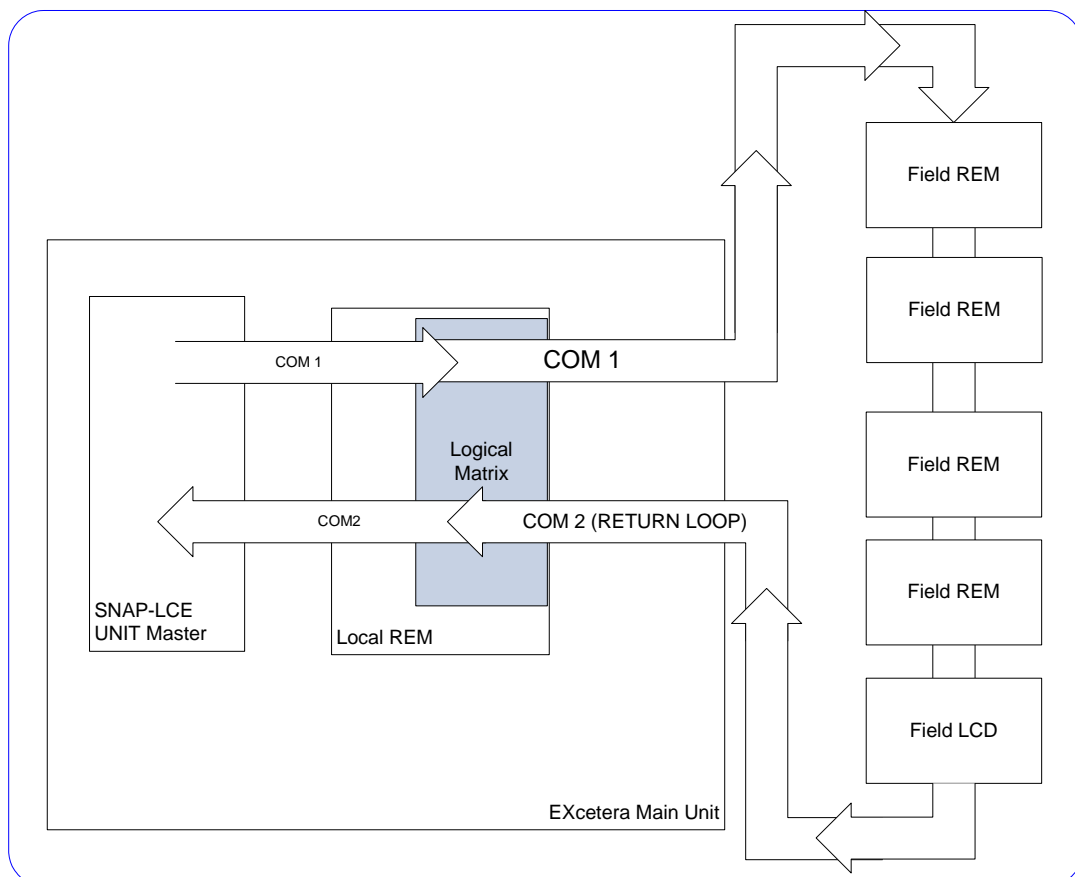 Field REM
Field REM
COM 1
COM 1
Logical
Matrix
Field REM
COM2
COM 2 (RETURN LOOP)
Field REM
SNAP-LCE
UNIT Master
Local REM
Field LCD
EXcetera Main Unit